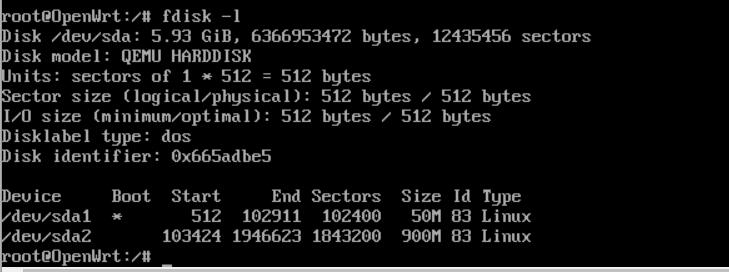 root@OpenWrt:/# fdisk -l
Disk /dev/sda: 5.93 GiB, 6366953472 bytes, 12435456 sectors
Disk model: QEMU HARDDISK
Units: sectors of 1 * 512 = 512 bytes
Sector size (logical/physical): 512 bytes / 512 bytes
I/O size (minimum/optimal): 512 bytes / 512 bytes
Disklabel type: dos
Disk identifier: 0x665adbe5
Device     Boot  Start     End Sectors  Size Id Type
/dev/sda1  *       512  102911  102400   50M 83 Linux
/dev/sda2       103424 1946623 1843200  900M 83 Linux
root@OpenWrt:/# _